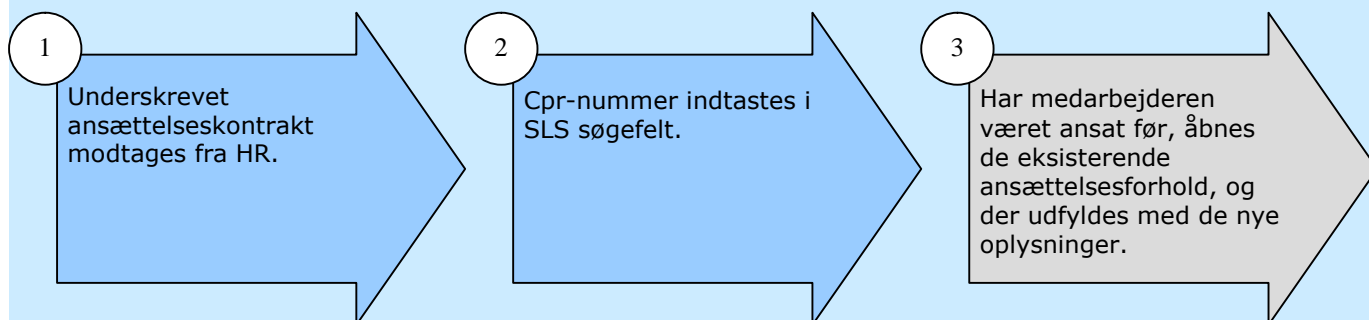 1
Underskrevet
ansættelseskontrakt
modtages fra HR.
2
Cpr-nummer indtastes i
SLS søgefelt.
3
Har medarbejderen
været ansat før, åbnes
de eksisterende
ansættelsesforhold, og
der udfyldes med de nye
oplysninger.